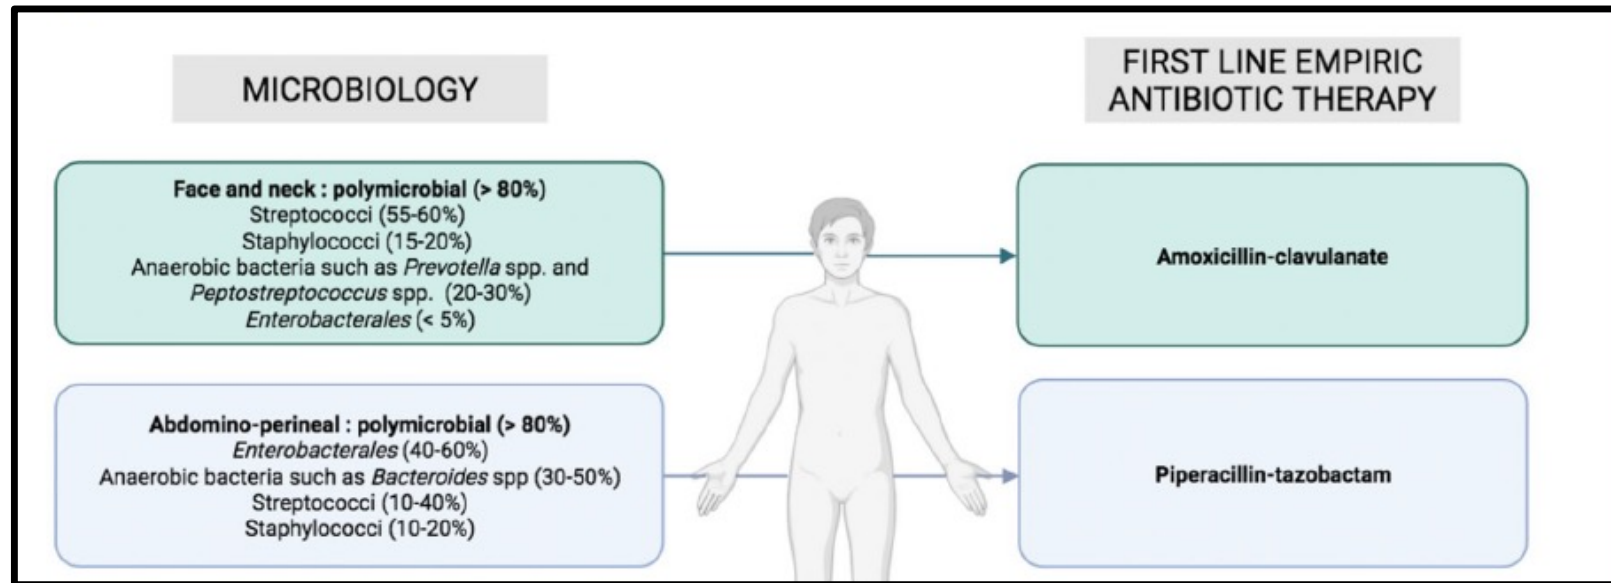 MICROBIOLOGY
FIRST LINE EMPIRIC
ANTIBIOTIC THERAPY
Face and neck : polymicrobial (> 80%)
Streptococci (55-60%)
Staphylococci (15-20%)
Anaerobic bacteria such as Prevotella spp. and
Peptostreptococcus spp. (20-30%)
Enterobacterales (< 5%)
Amoxicillin-clavulanate
Abdomino-perineal : polymicrobial (> 80%)
Enterobacterales (40-60%)
Anaerobic bacteria such as Bacteroides spp (30-50%)
Streptococci (10-40%)
Staphylococci (10-20%)
Piperacillin-tazobactam